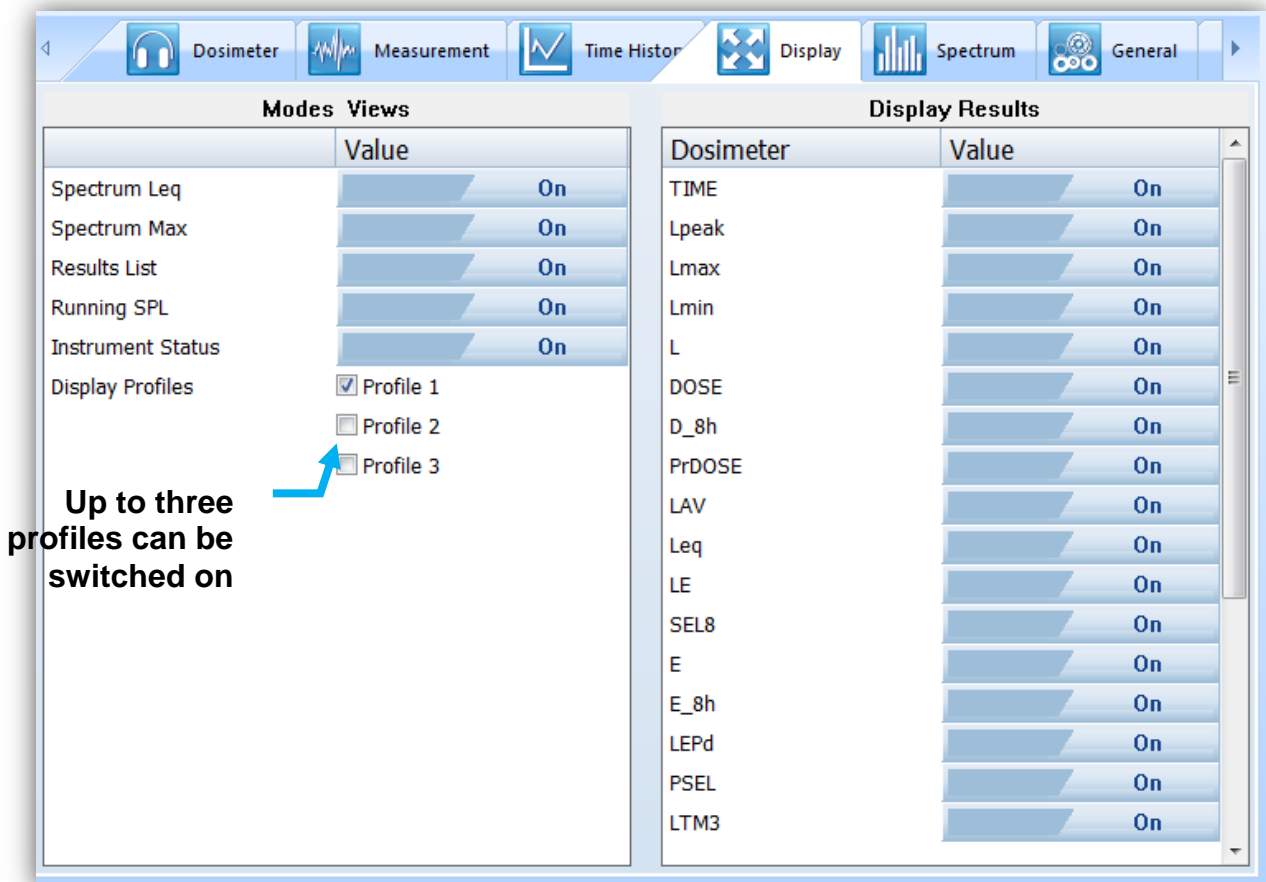 Dosimeter Measurement Time Histor Display Spectrum General
Modes Views
Value
Spectrum Leq On
Spectrum Max On
Results List On
Running SPL On
Instrument Status On
Display Profiles Profile 1
Profile 2
Profile 3
Up to three
profiles can be
switched on
Display Results
Dosimeter Value
TIME On
Lpeak On
Lmax On
Lmin On
L On
DOSE On
D_8h On
PrDOSE On
LAV On
Leq On
LE On
SEL8 On
E On
E_8h On
LEPd On
PSEL On
LTM3 On